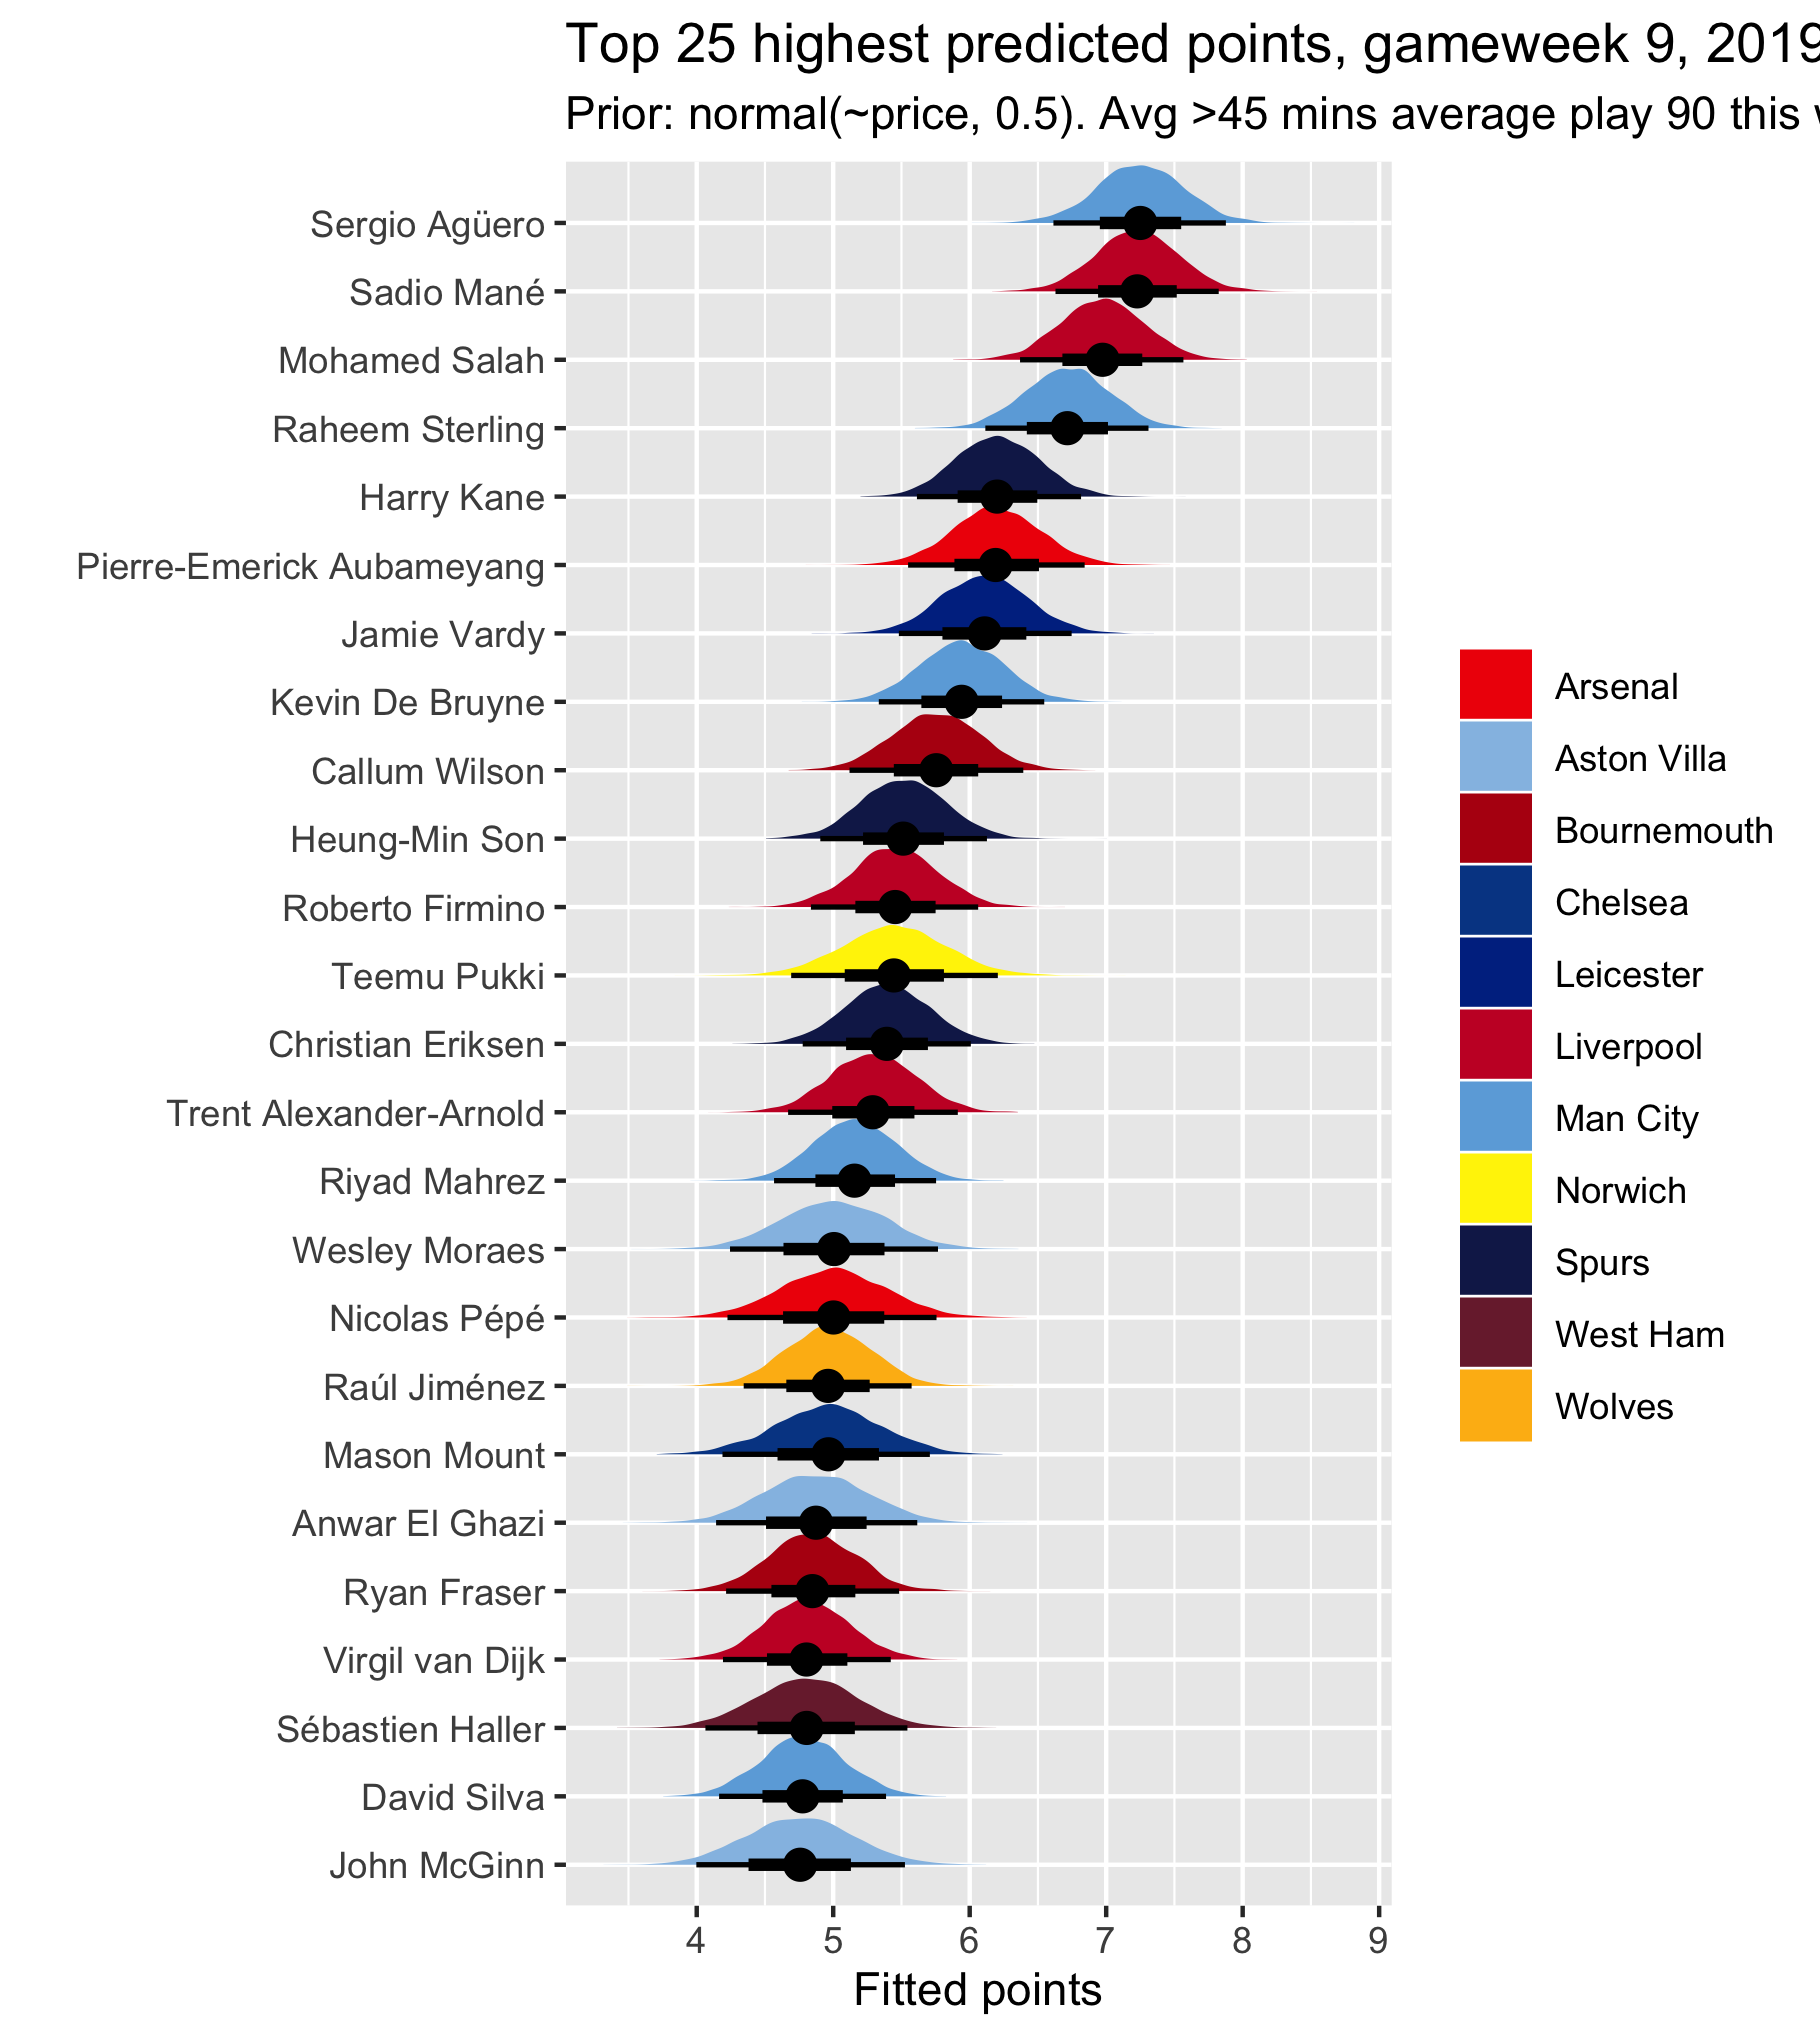 Top 25 highest predicted points, gameweek 9, 2019
Prior: normal(~price, 0.5). Avg >45 mins average play 90 this
Sergio Agüero
Sadio Mané
Mohamed Salah
Raheem Sterling
Harry Kane
Pierre-Emerick Aubameyang
Jamie Vardy
Kevin De Bruyne
Callum Wilson
Heung-Min Son
Roberto Firmino
Teemu Pukki
Christian Eriksen
Trent Alexander-Arnold
Riyad Mahrez
Wesley Moraes
Nicolas Pépé
Raúl Jiménez
Mason Mount
Anwar El Ghazi
Ryan Fraser
Virgil van Dijk
Sébastien Haller
David Silva
John McGinn
4 5 6 7 8 9
Fitted points
Arsenal
Aston Villa
Bournemouth
Chelsea
Leicester
Liverpool
Man City
Norwich
Spurs
West Ham
Wolves